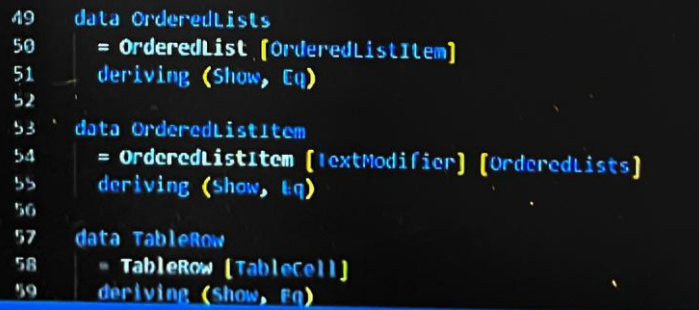 49 data OrderedLists
50 = OrderedList [OrderedListItem]
51 deriving (Show, Eq)
52
53 data OrderedListItem
54 = OrderedListItem [TextModifier] [OrderedLists]
55 deriving (Show, Eq)
56
57 data TableRow
58 = TableRow [TableCell]
59 deriving (Show, Eq)